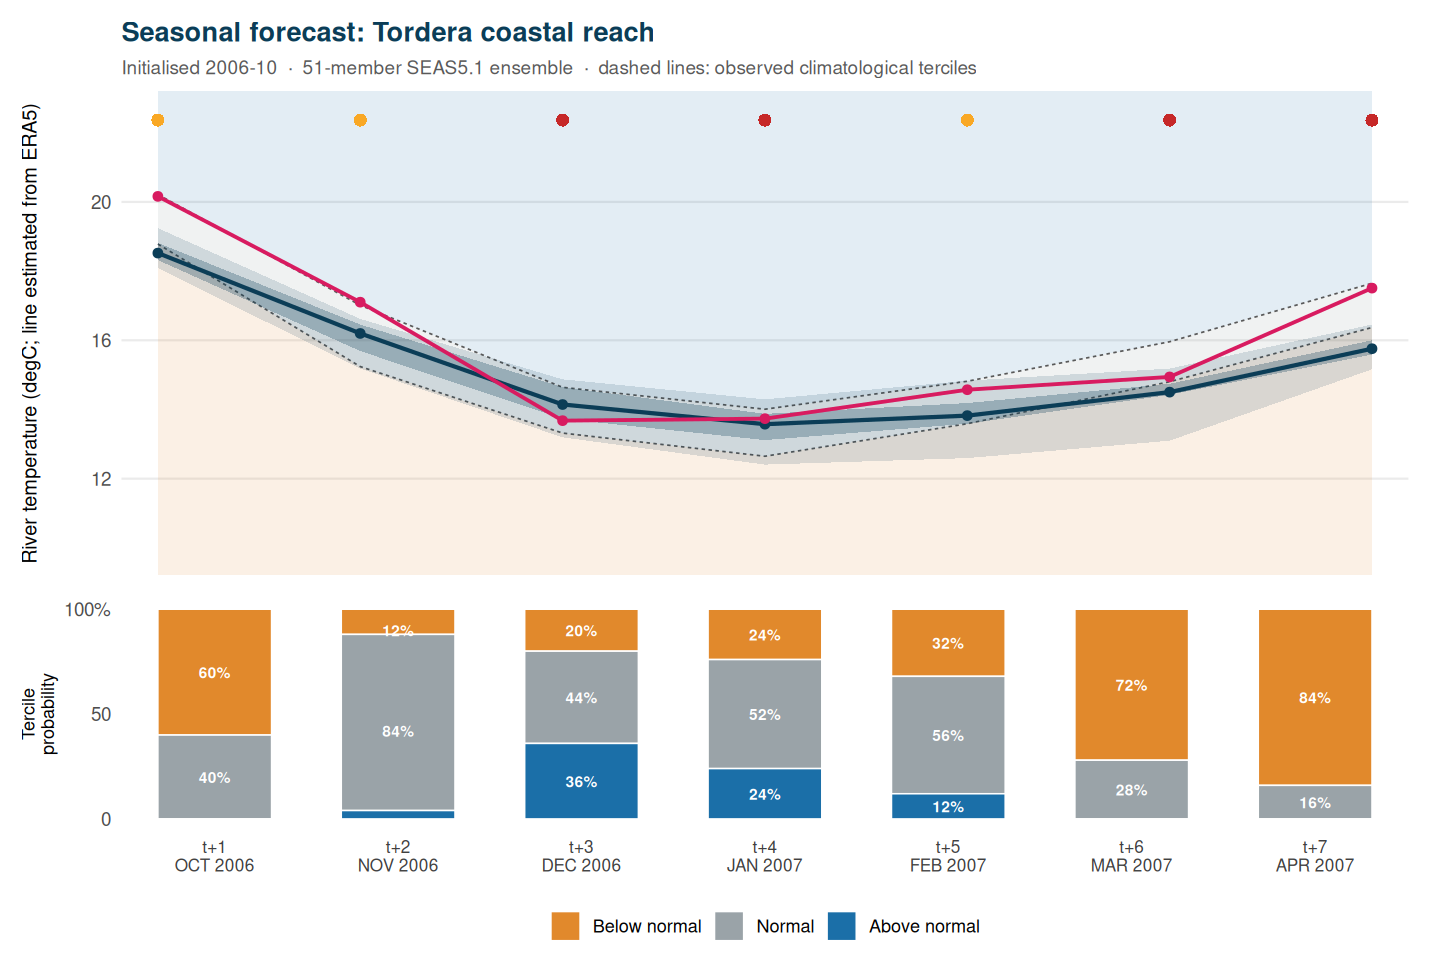 Seasonal forecast: Tordera coastal reach
Initialised 2006-10 · 51-member SEAS5.1 ensemble · dashed lines: observed climatological terciles
River temperature (degC; line estimated from ERA5)
20
16
12
Tercile
probability
100%
50
0
60%
40%
12%
84%
20%
44%
36%
24%
52%
24%
32%
56%
12%
72%
28%
84%
16%
t+1
OCT 2006
t+2
NOV 2006
t+3
DEC 2006
t+4
JAN 2007
t+5
FEB 2007
t+6
MAR 2007
t+7
APR 2007
Below normal
Normal
Above normal